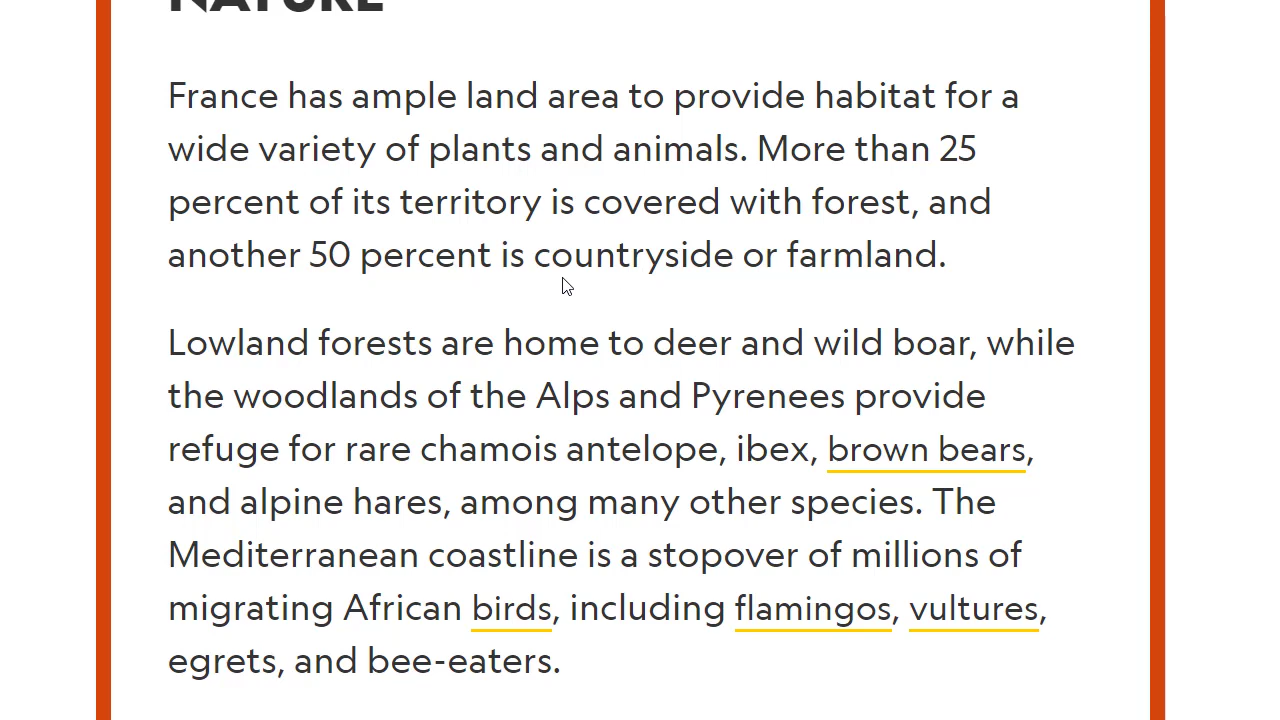 NATURE
France has ample land area to provide habitat for a
wide variety of plants and animals. More than 25
percent of its territory is covered with forest, and
another 50 percent is countryside or farmland.
Lowland forests are home to deer and wild boar, while
the woodlands of the Alps and Pyrenees provide
refuge for rare chamois antelope, ibex, brown bears,
and alpine hares, among many other species. The
Mediterranean coastline is a stopover of millions of
migrating African birds, including flamingos, vultures,
egrets, and bee-eaters.